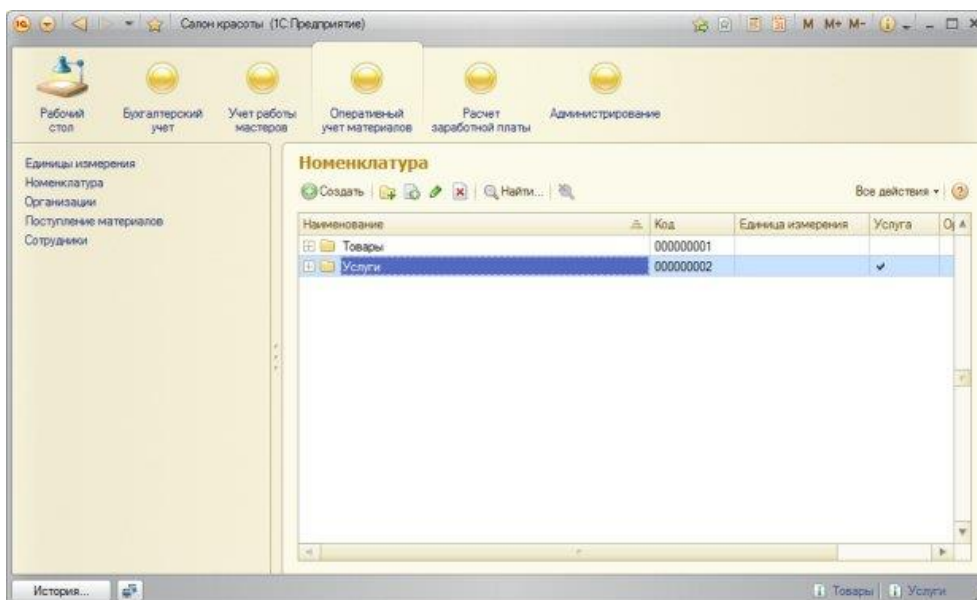 Салон красоты (1С:Предприятие)
M M+ M-
Рабочий стол
Бухгалтерский учет
Учет работы мастеров
Оперативный учет материалов
Расчет заработной платы
Администрирование
Единицы измерения
Номенклатура
Организации
Поступление материалов
Сотрудники
Номенклатура
Создать Найти... Все действия
Наименование Код Единица измерения Услуга
Товары 000000001
Услуги 000000002
История... Товары Услуги